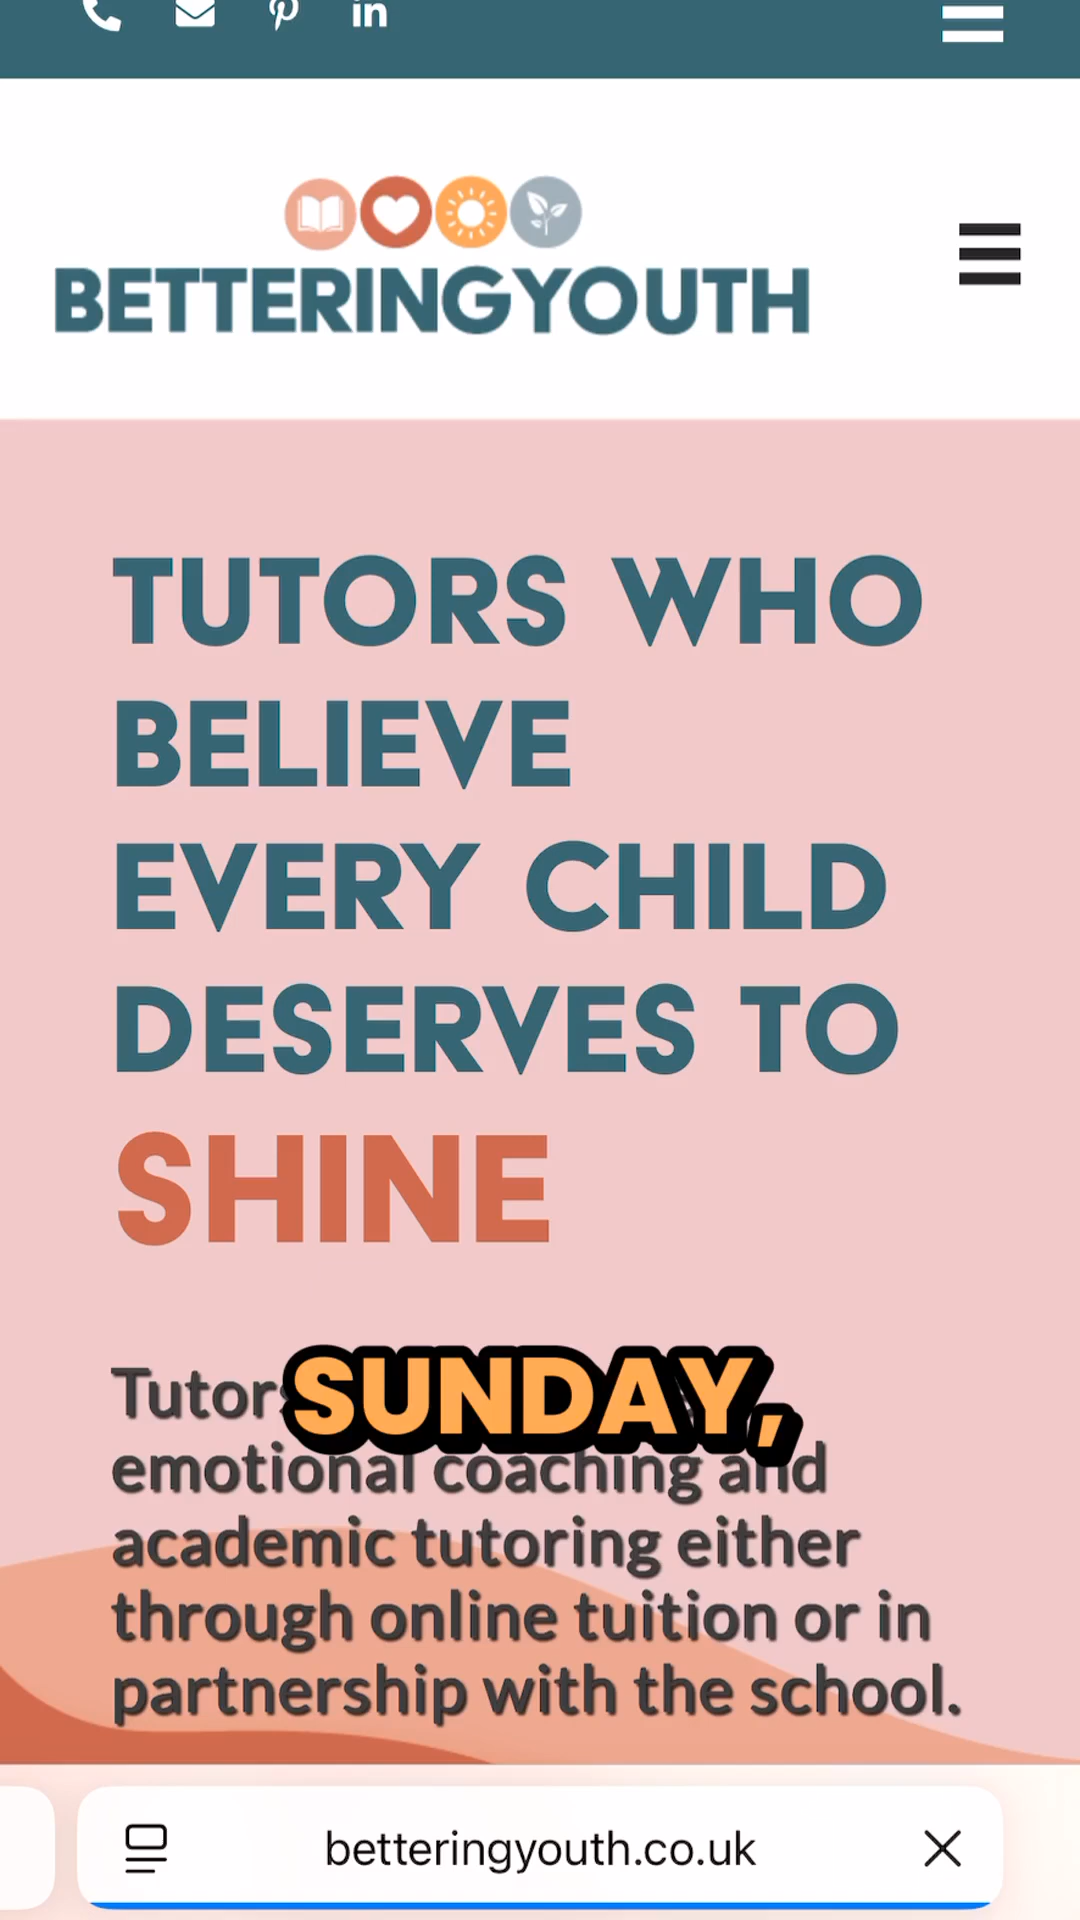 in
BETTERINGYOUTH
TUTORS WHO
BELIEVE
EVERY CHILD
DESERVES TO
SHINE
SUNDAY,
emotional coaching and
academic tutoring either
through online tuition or in
partnership with the school.
betteringyouth.co.uk